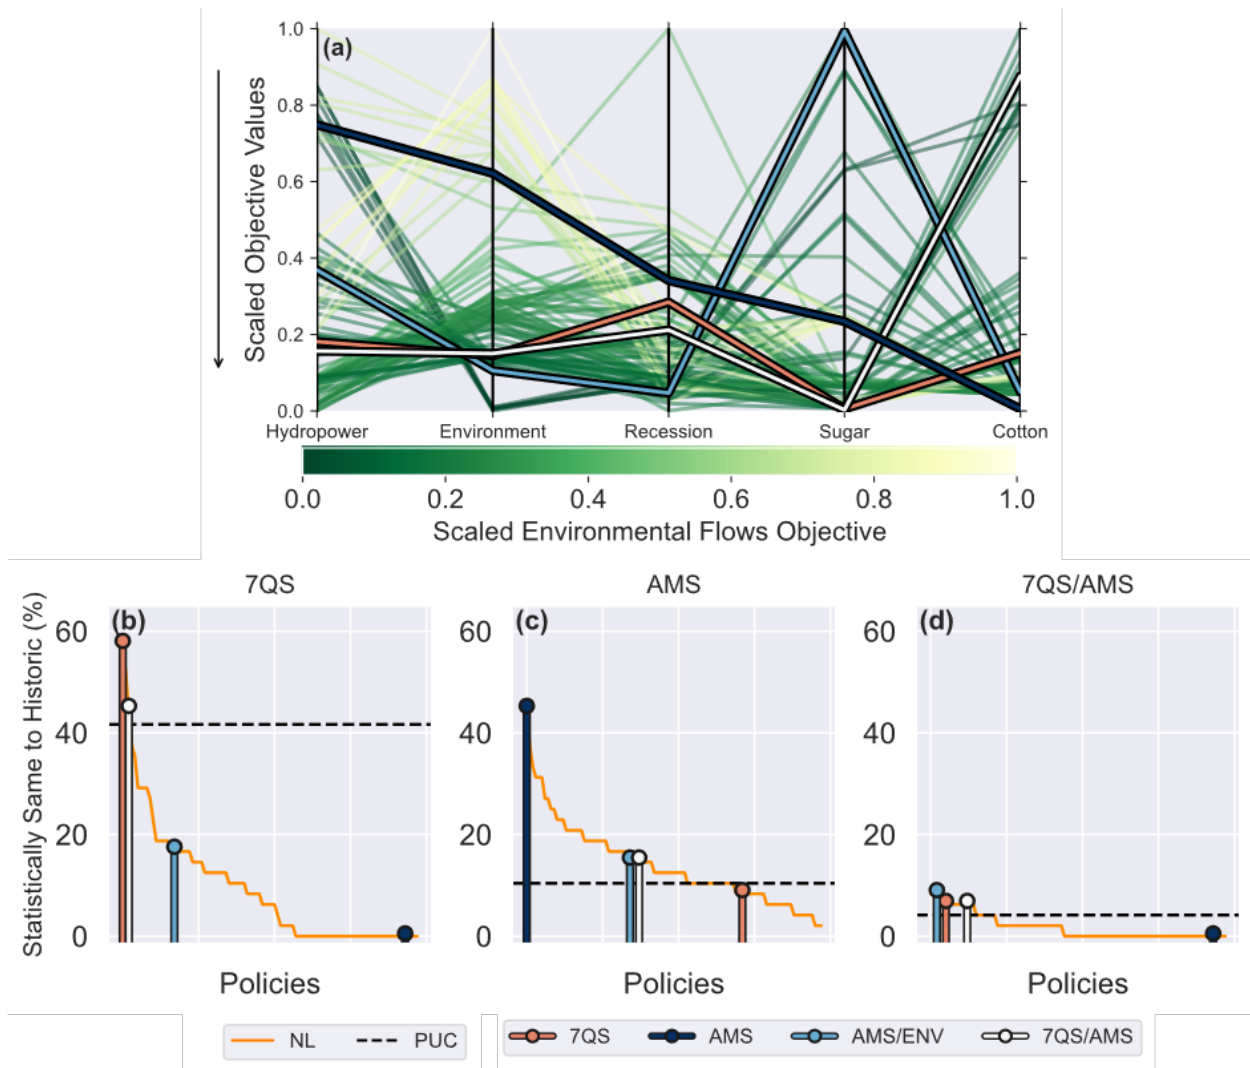 (a)
Scaled Objective Values
1.0
0.8
0.6
0.4
0.2
0.0
Hydropower Environment Recession Sugar Cotton
0.0 0.2 0.4 0.6 0.8 1.0
Scaled Environmental Flows Objective
7QS AMS 7QS/AMS
Statistically Same to Historic (%)
(b)
60
40
20
0
Policies
(c)
60
40
20
0
Policies
(d)
60
40
20
0
Policies
NL PUC
7QS AMS AMS/ENV 7QS/AMS